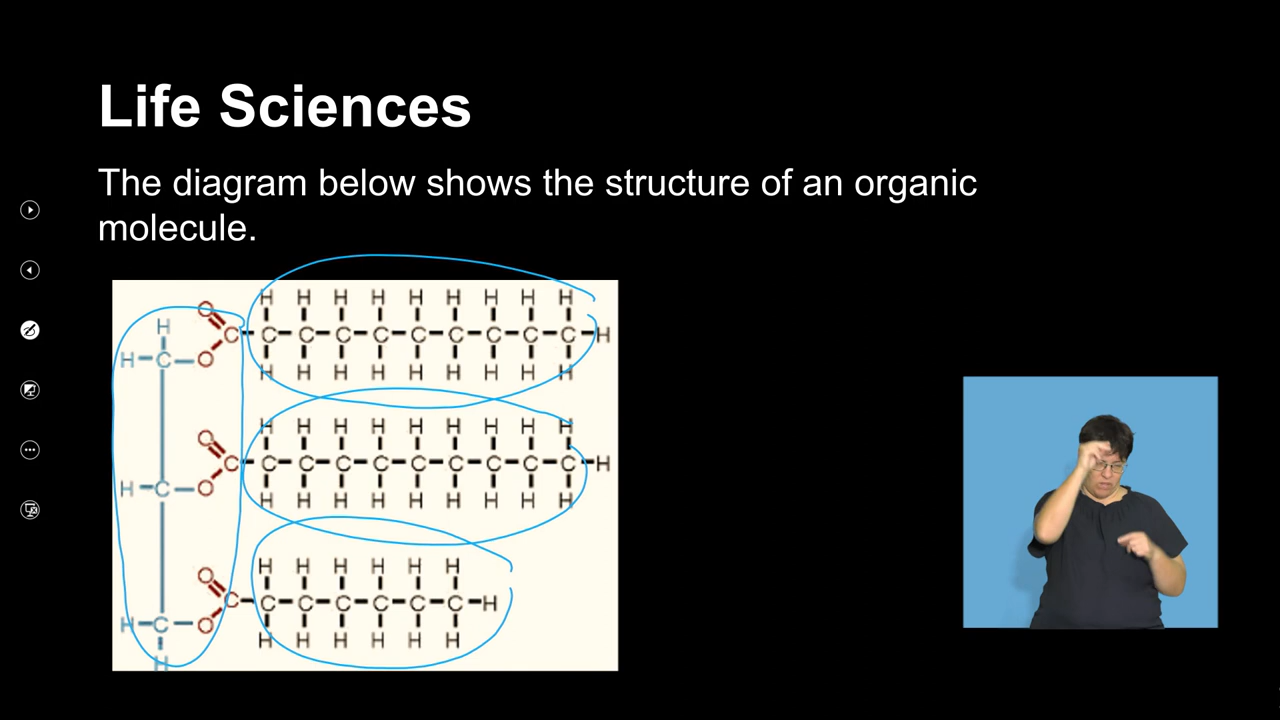 Life Sciences
The diagram below shows the structure of an organic
molecule.
H H H H H H H H H
O
H
C-C-C-C-C-C-C-C-C-C-H
H-C-O
H H H H H H H H H
H H H H H H H H H
O
C-C-C-C-C-C-C-C-C-C-H
H-C-O
H H H H H H H H H
H H H H H H
O
C-C-C-C-C-C-C-H
H-C-O
H H H H H H
H